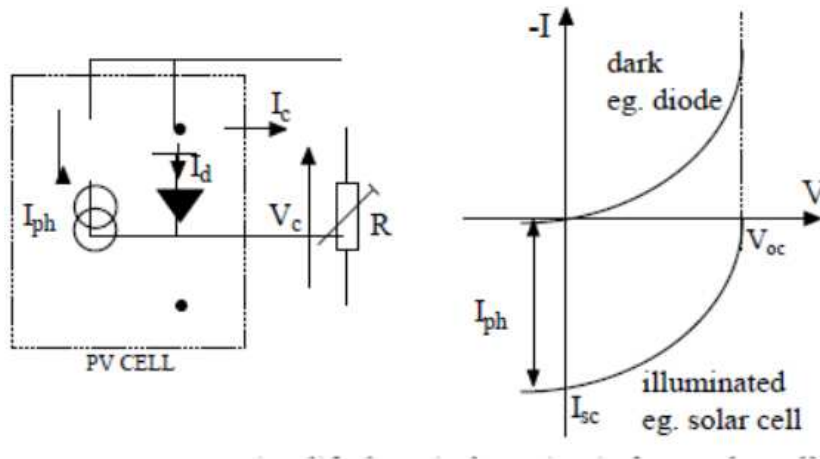 I_c
I_d
I_ph
V_c
R
PV CELL
-I
dark
eg. diode
V
V_oc
I_ph
I_sc
illuminated
eg. solar cell